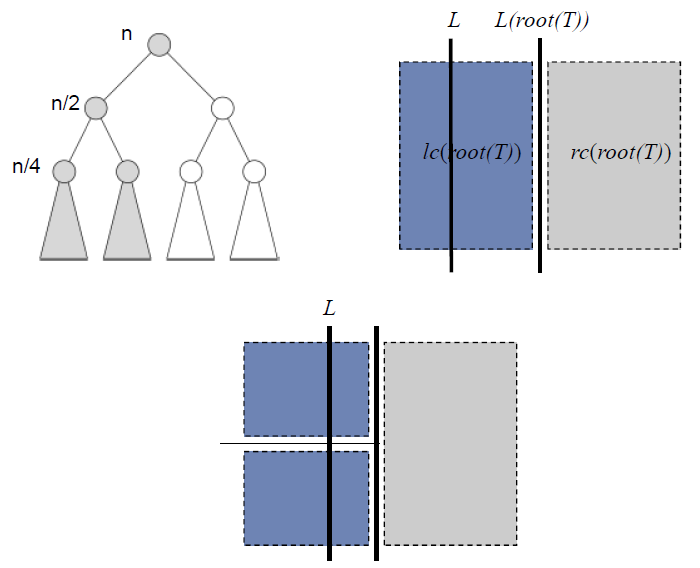 n
n/2
n/4
L
L(root(T))
lc(root(T))
rc(root(T))
L